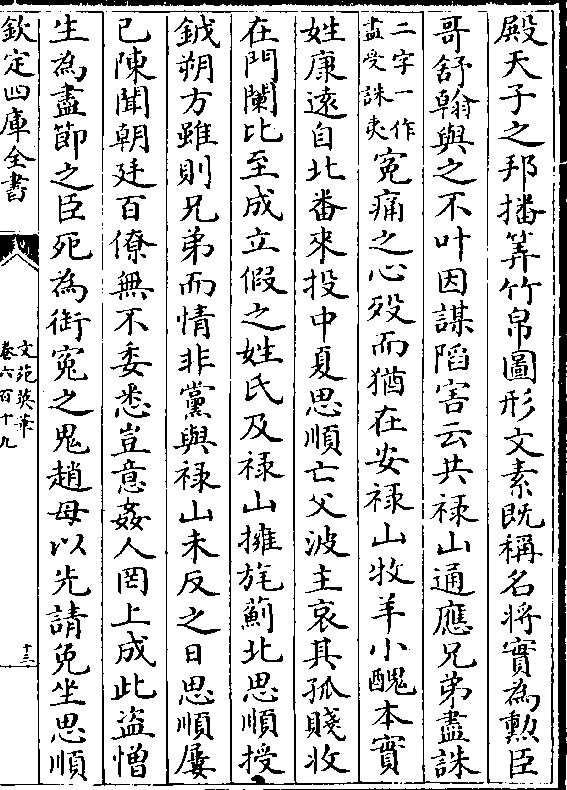 殿天子之邦播筭竹帛圖形文素既稱名将實為勲臣
哥舒翰與之不叶因謀陷害云共禄山通應兄弟盡誅
二字一作
盡受誅夷
寃痛之心殁而猶在安禄山牧羊小醜本實
姓康遠自北番來投中夏思順亡父波主哀其孤賤收
在門闌比至成立假之姓氏及禄山擁旄薊北思順授
鉞朔方雖則兄弟而情非黨與禄山未反之日思順屢
已陳聞朝廷百僚無不委悉豈意姦人罔上成此盗憎
生為盡節之臣死為銜寃之鬼趙母以先請免坐思順
欽定四庫全書
文苑英華
卷六百十九
十三